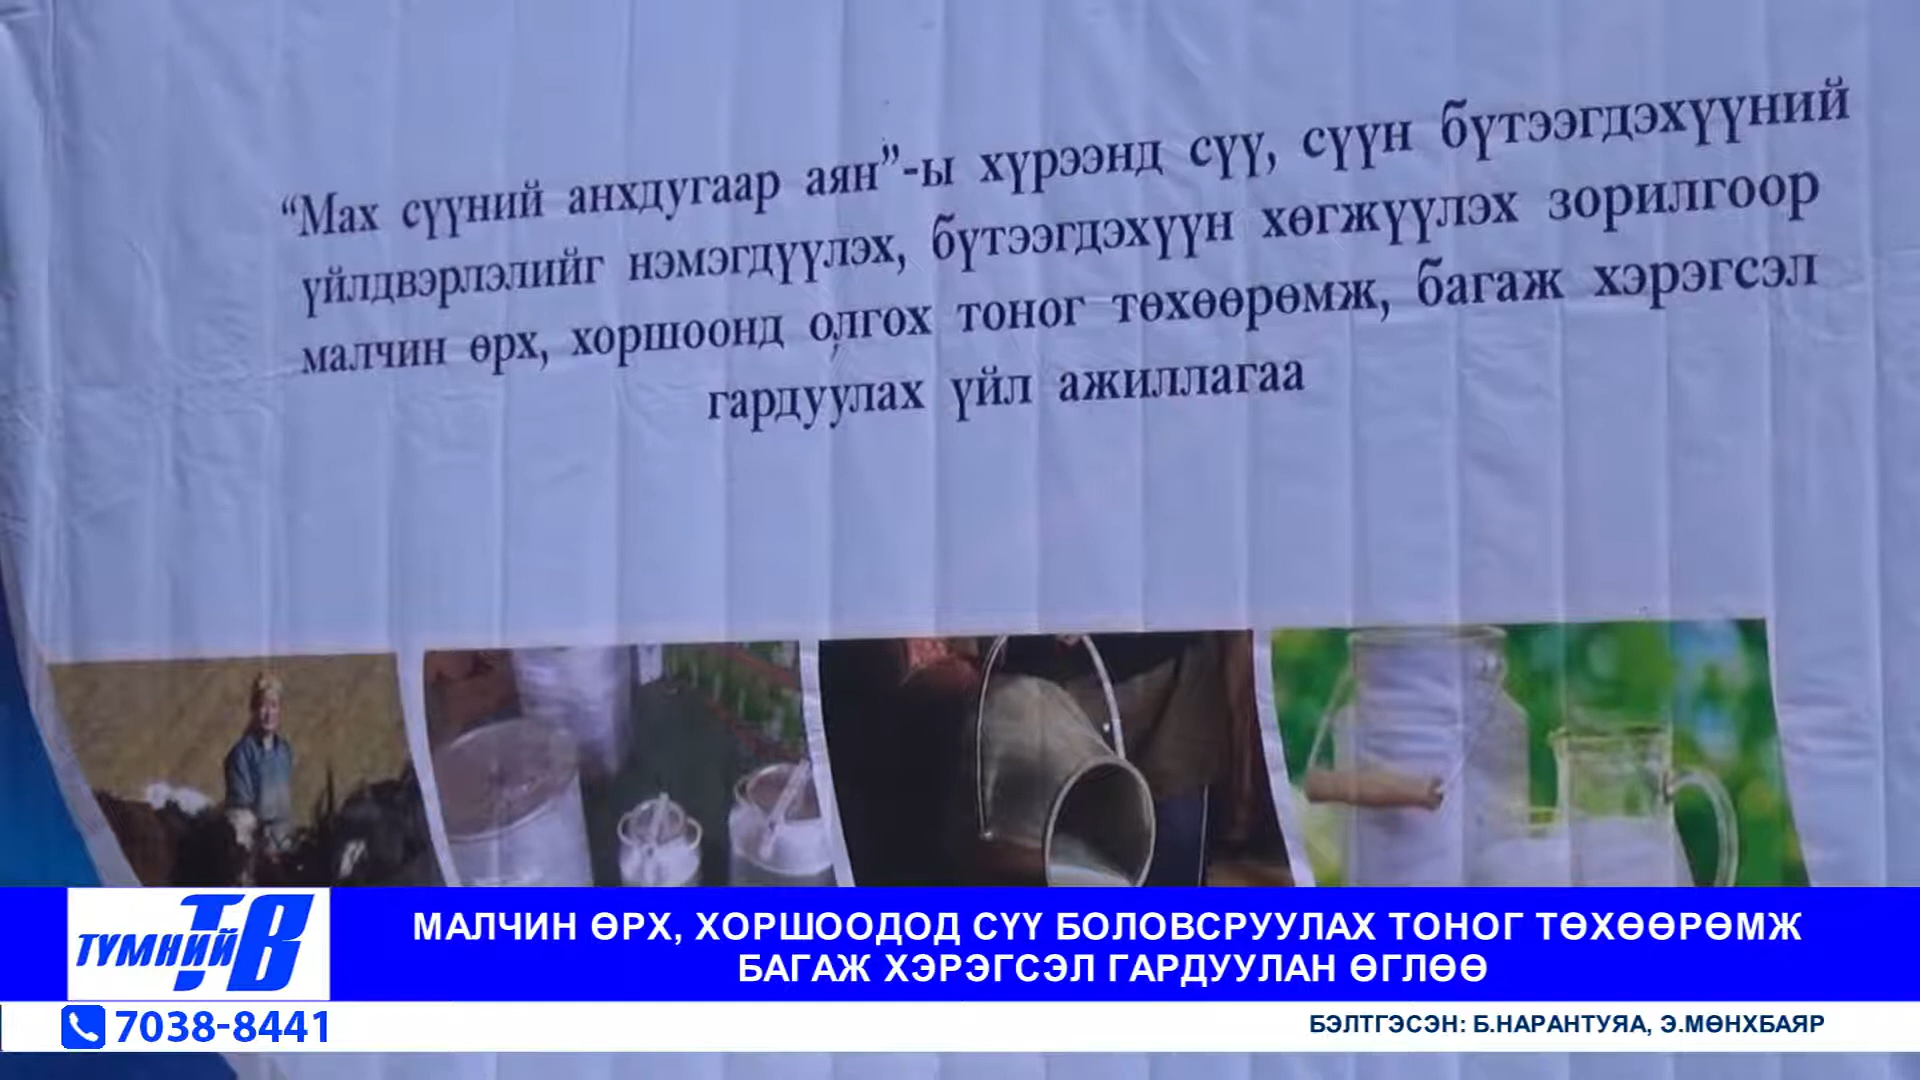 “Мах сүүний анхдугаар аян”-ы хүрээнд сүү, сүүн бүтээгдэхүүний
үйлдвэрлэлийг нэмэгдүүлэх, бүтээгдэхүүн хөгжүүлэх зорилгоор
малчин өрх, хоршоонд олгох тоног төхөөрөмж, багаж хэрэгсэл
гардуулах үйл ажиллагаа
ТҮМНИЙ ТВ
МАЛЧИН ӨРХ, ХОРШООДОД СҮҮ БОЛОВСРУУЛАХ ТОНОГ ТӨХӨӨРӨМЖ
БАГАЖ ХЭРЭГСЭЛ ГАРДУУЛАН ӨГЛӨӨ
7038-8441
БЭЛТГЭСЭН: Б.НАРАНТУЯА, Э.МӨНХБАЯР